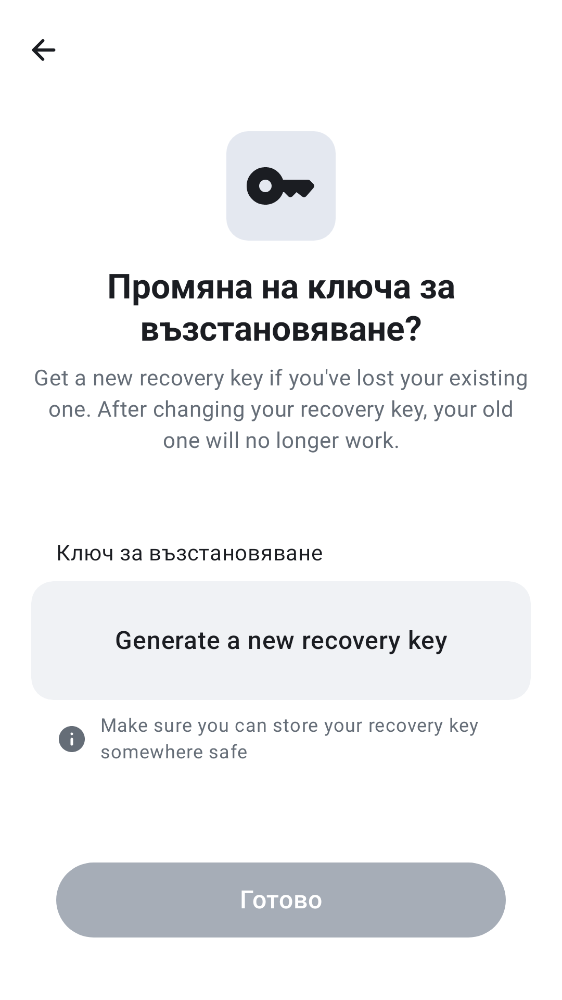 Промяна на ключа за
възстановяване?
Get a new recovery key if you've lost your existing
one. After changing your recovery key, your old
one will no longer work.
Ключ за възстановяване
Generate a new recovery key
Make sure you can store your recovery key
somewhere safe
Готово